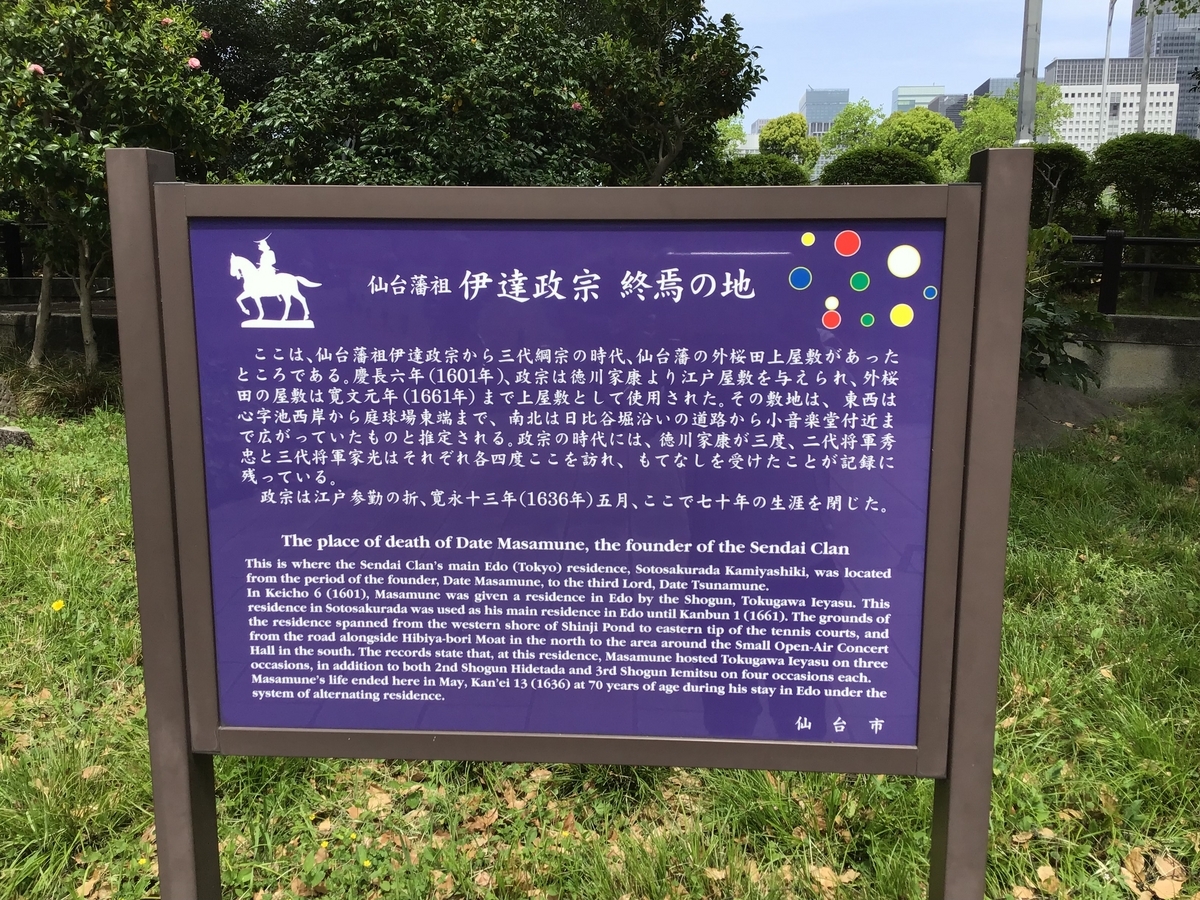 仙台藩祖 伊達政宗 終焉の地
ここは、仙台藩祖伊達政宗から三代綱宗の時代、仙台藩の外桜田上屋敷があった
ところである。慶長六年(1601年)、政宗は徳川家康より江戸屋敷を与えられ、外桜
田の屋敷は寛文元年(1661年)まで上屋敷として使用された。その敷地は、東西は
心字池西岸から庭球場東端まで、南北は日比谷堀沿いの道路から小音楽堂付近ま
で広がっていたものと推定される。政宗の時代には、徳川家康が三度、二代将軍秀
忠と三代将軍家光はそれぞれ各四度ここを訪れ、もてなしを受けたことが記録に
残っている。
政宗は江戸参勤の折、寛永十三年(1636年)五月、ここで七十年の生涯を閉じた。
The place of death of Date Masamune, the founder of the Sendai Clan
This is where the Sendai Clan's main Edo (Tokyo) residence, Sotosakurada Kamiyashiki, was located
from the period of the founder, Date Masamune, to the third Lord, Date Tsunamune.
In Keicho 6 (1601), Masamune was given a residence in Edo by the Shogun, Tokugawa Ieyasu. This
residence in Sotosakurada was used as his main residence in Edo until Kanbun 1 (1661). The grounds of
the residence spanned from the western shore of Shinji Pond to eastern tip of the tennis courts, and
from the road alongside Hibiya-bori Moat in the north to the area around the Small Open-Air Concert
Hall in the south. The records state that, at this residence, Masamune hosted Tokugawa Ieyasu on three
occasions, in addition to both 2nd Shogun Hidetada and 3rd Shogun Iemitsu on four occasions each.
Masamune's life ended here in May, Kan'ei 13 (1636) at 70 years of age during his stay in Edo under the
system of alternating residence.
仙台市